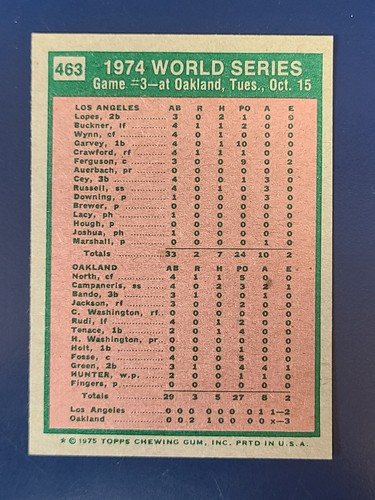 463
1974 WORLD SERIES
Game #3—at Oakland, Tues., Oct. 15
LOS ANGELES AB R H PO A E
Lopes, 2b 3 0 2 1 0 0
Buckner, lf 4 1 1 2 0 0
Wynn, cf 4 0 1 0 0 0
Garvey, 1b 4 0 1 10 0 0
Crawford, rf 4 1 1 1 0 0
Ferguson, c 3 0 0 9 0 2
Auerbach, pr 0 0 0 0 0 0
Cey, 3b 4 0 0 1 3 0
Russell, ss 4 0 1 0 3 0
Downing, p 1 0 0 0 3 0
Brewer, p 0 0 0 0 0 0
Lacy, ph 1 0 0 0 0 0
Hough, p 0 0 0 0 0 0
Joshua, ph 1 0 0 0 0 0
Marshall, p 0 0 0 0 1 0
Totals 33 2 7 24 10 2
OAKLAND AB R H PO A E
North, cf 4 1 1 5 0 0
Campaneris, ss 4 0 2 3 2 1
Bando, 3b 3 1 0 0 1 0
Jackson, rf 3 0 0 2 0 0
C. Washington, rf 0 0 0 0 0 0
Rudi, lf 4 0 1 2 0 0
Tenace, 1b 2 0 1 4 0 0
H. Washington, pr 0 0 0 0 0 0
Holt, 1b 0 0 0 1 0 0
Fosse, c 4 0 0 5 0 0
Green, 2b 2 1 0 4 4 1
HUNTER, w.p. 2 0 0 1 1 0
Fingers, p 0 0 0 0 0 0
Totals 29 3 5 27 8 2
Los Angeles 0 0 0 0 0 0 0 1 1—2
Oakland 0 0 2 1 0 0 0 0 x—3
★ © 1975 TOPPS CHEWING GUM, INC. PRTD IN U.S.A.